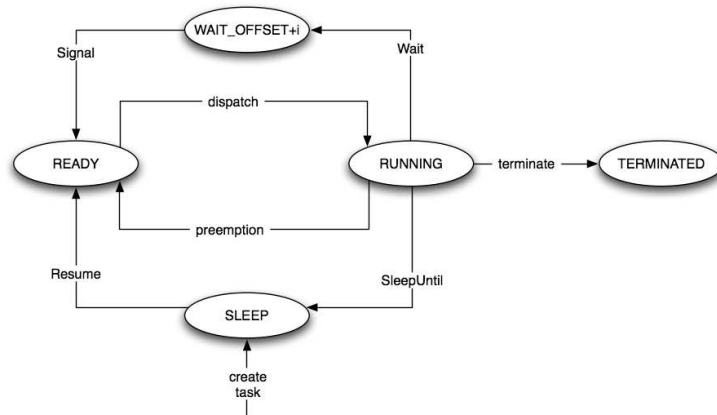 WAIT_OFFSET+i
Signal
Wait
dispatch
READY
RUNNING
terminate
TERMINATED
preemption
Resume
SleepUntil
SLEEP
create
task